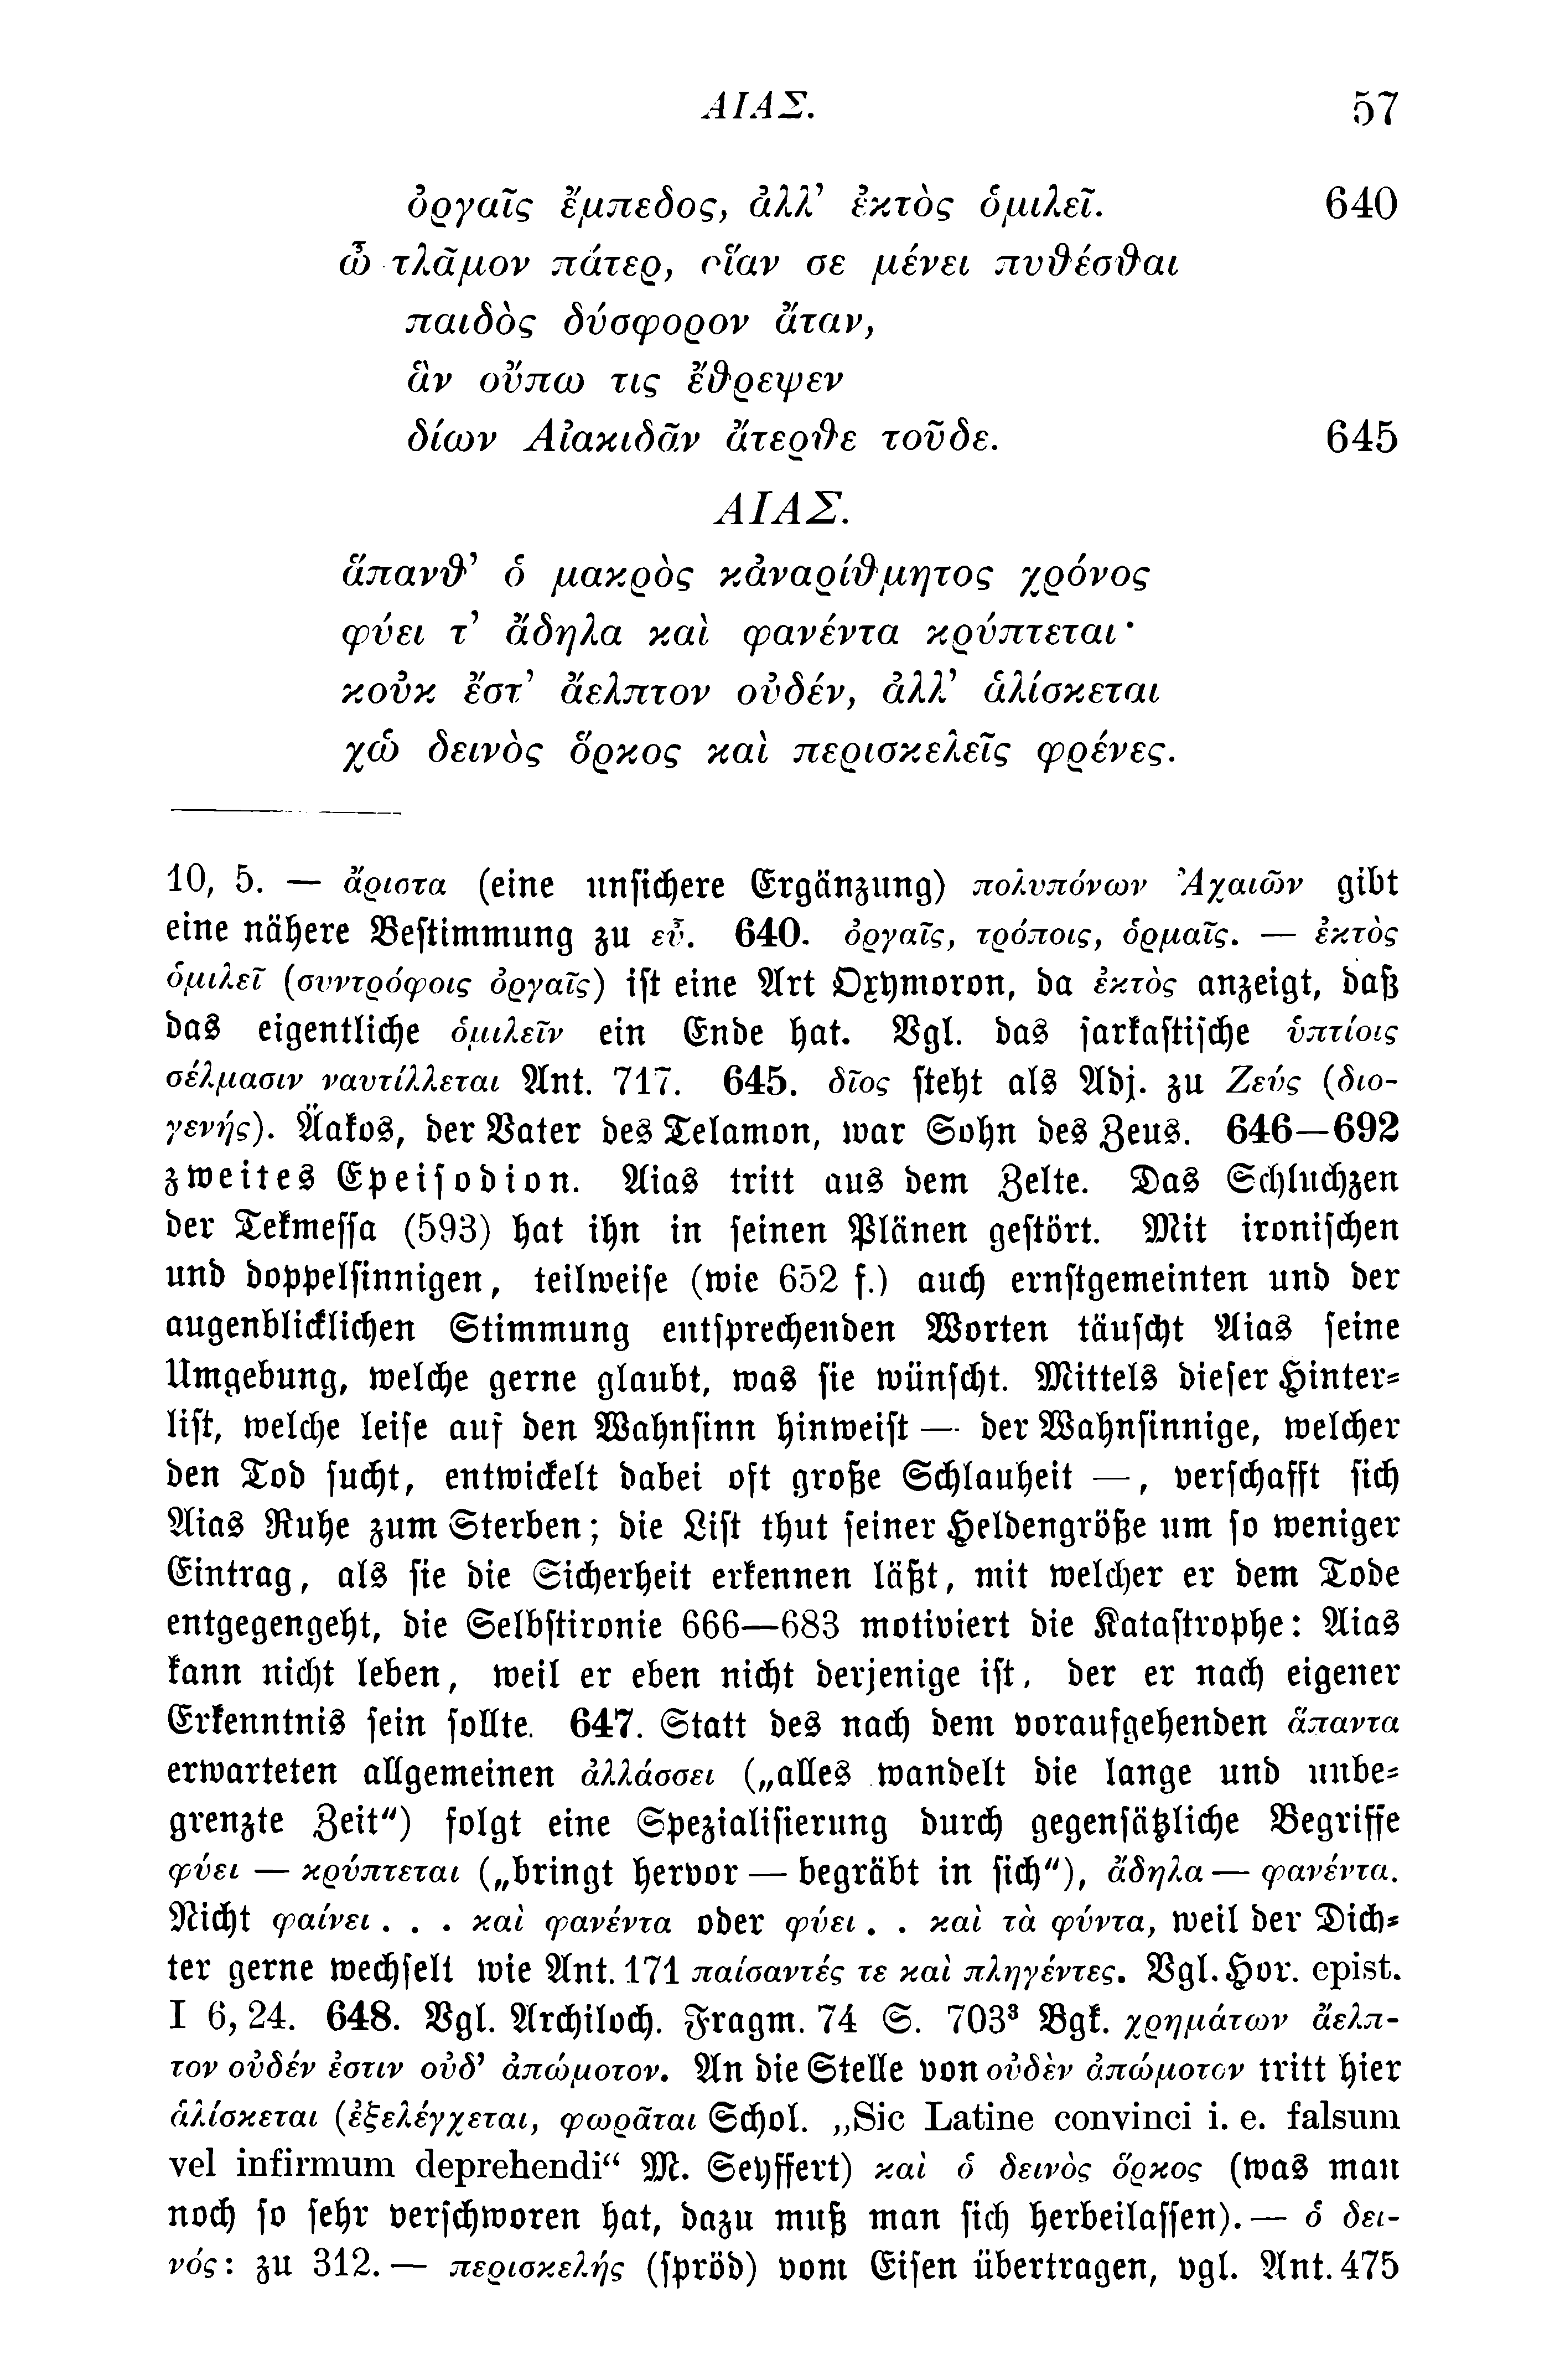 ΑΙΑΣ. 57
ὀργαῖς ἔμπεδος, ἀλλ’ ἐκτὸς ὁμιλεῖ. 640
ὦ τλᾶμον πάτερ, οἵαν σε μένει πυθέσθαι
παιδὸς δύσφορον ἄταν,
ἃν οὔπω τις ἔθρεψεν
δίων Αἰακιδᾶν ἄτερθε τοῦδε. 645
ΑΙΑΣ.
ἅπανθ’ ὁ μακρὸς κἀναρίθμητος χρόνος
φύει τ’ ἄδηλα καὶ φανέντα κρύπτεται·
κοὐκ ἔστ’ ἄελπτον οὐδέν, ἀλλ’ ἁλίσκεται
χὠ δεινὸς ὅρκος καὶ περισκελεῖς φρένες.
10, 5. — ἄριστα (eine unsichere Ergänzung) πολυπόνων Ἀχαιῶν gibt
eine nähere Bestimmung zu εὖ. 640. ὀργαῖς, τρόποις, ὁρμαῖς. — ἐκτὸς
ὁμιλεῖ (συντρόφοις ὀργαῖς) ist eine Art Oxymoron, da ἐκτὸς anzeigt, daß
das eigentliche ὁμιλεῖν ein Ende hat. Vgl. das sarkastische ὑπτίοις
σέλμασιν ναυτίλλεται Ant. 717. 645. δῖος steht als Adj. zu Ζεύς (διο-
γενής). Äakos, der Vater des Telamon, war Sohn des Zeus. 646—692
zweites Epeisodion. Aias tritt aus dem Zelte. Das Schluchzen
der Tekmessa (593) hat ihn in seinen Plänen gestört. Mit ironischen
und doppelsinnigen, teilweise (wie 652 f.) auch ernstgemeinten und der
augenblicklichen Stimmung entsprechenden Worten täuscht Aias seine
Umgebung, welche gerne glaubt, was sie wünscht. Mittels dieser Hinter-
list, welche leise auf den Wahnsinn hinweist — der Wahnsinnige, welcher
den Tod sucht, entwickelt dabei oft große Schlauheit —, verschafft sich
Aias Ruhe zum Sterben; die List thut seiner Heldengröße um so weniger
Eintrag, als sie die Sicherheit erkennen läßt, mit welcher er dem Tode
entgegengeht, die Selbstironie 666—683 motiviert die Katastrophe: Aias
kann nicht leben, weil er eben nicht derjenige ist, der er nach eigener
Erkenntnis sein sollte. 647. Statt des nach dem voraufgehenden ἅπαντα
erwarteten allgemeinen ἀλλάσσει („alles wandelt die lange und unbe-
grenzte Zeit“) folgt eine Spezialisierung durch gegensätzliche Begriffe
φύει — κρύπτεται („bringt hervor — begräbt in sich“), ἄδηλα — φανέντα.
Nicht φαίνει . . . καὶ φανέντα oder φύει . . καὶ τὰ φύντα, weil der Dich-
ter gerne wechselt wie Ant. 171 παίσαντές τε καὶ πληγέντες. Vgl. Hor. epist.
I 6, 24. 648. Vgl. Archiloch. Fragm. 74 S. 703³ Bgk. χρημάτων ἄελπ-
τον οὐδέν ἐστιν οὐδ’ ἀπώμοτον. An die Stelle von οὐδὲν ἀπώμοτον tritt hier
ἁλίσκεται (ἐξελέγχεται, φωρᾶται Schol. „Sic Latine convinci i. e. falsum
vel infirmum deprehendi“ M. Seyffert) καὶ ὁ δεινὸς ὅρκος (was man
noch so sehr verschworen hat, dazu muß man sich herbeilassen). — ὁ δει-
νός: zu 312. — περισκελής (spröd) vom Eisen übertragen, vgl. Ant. 475